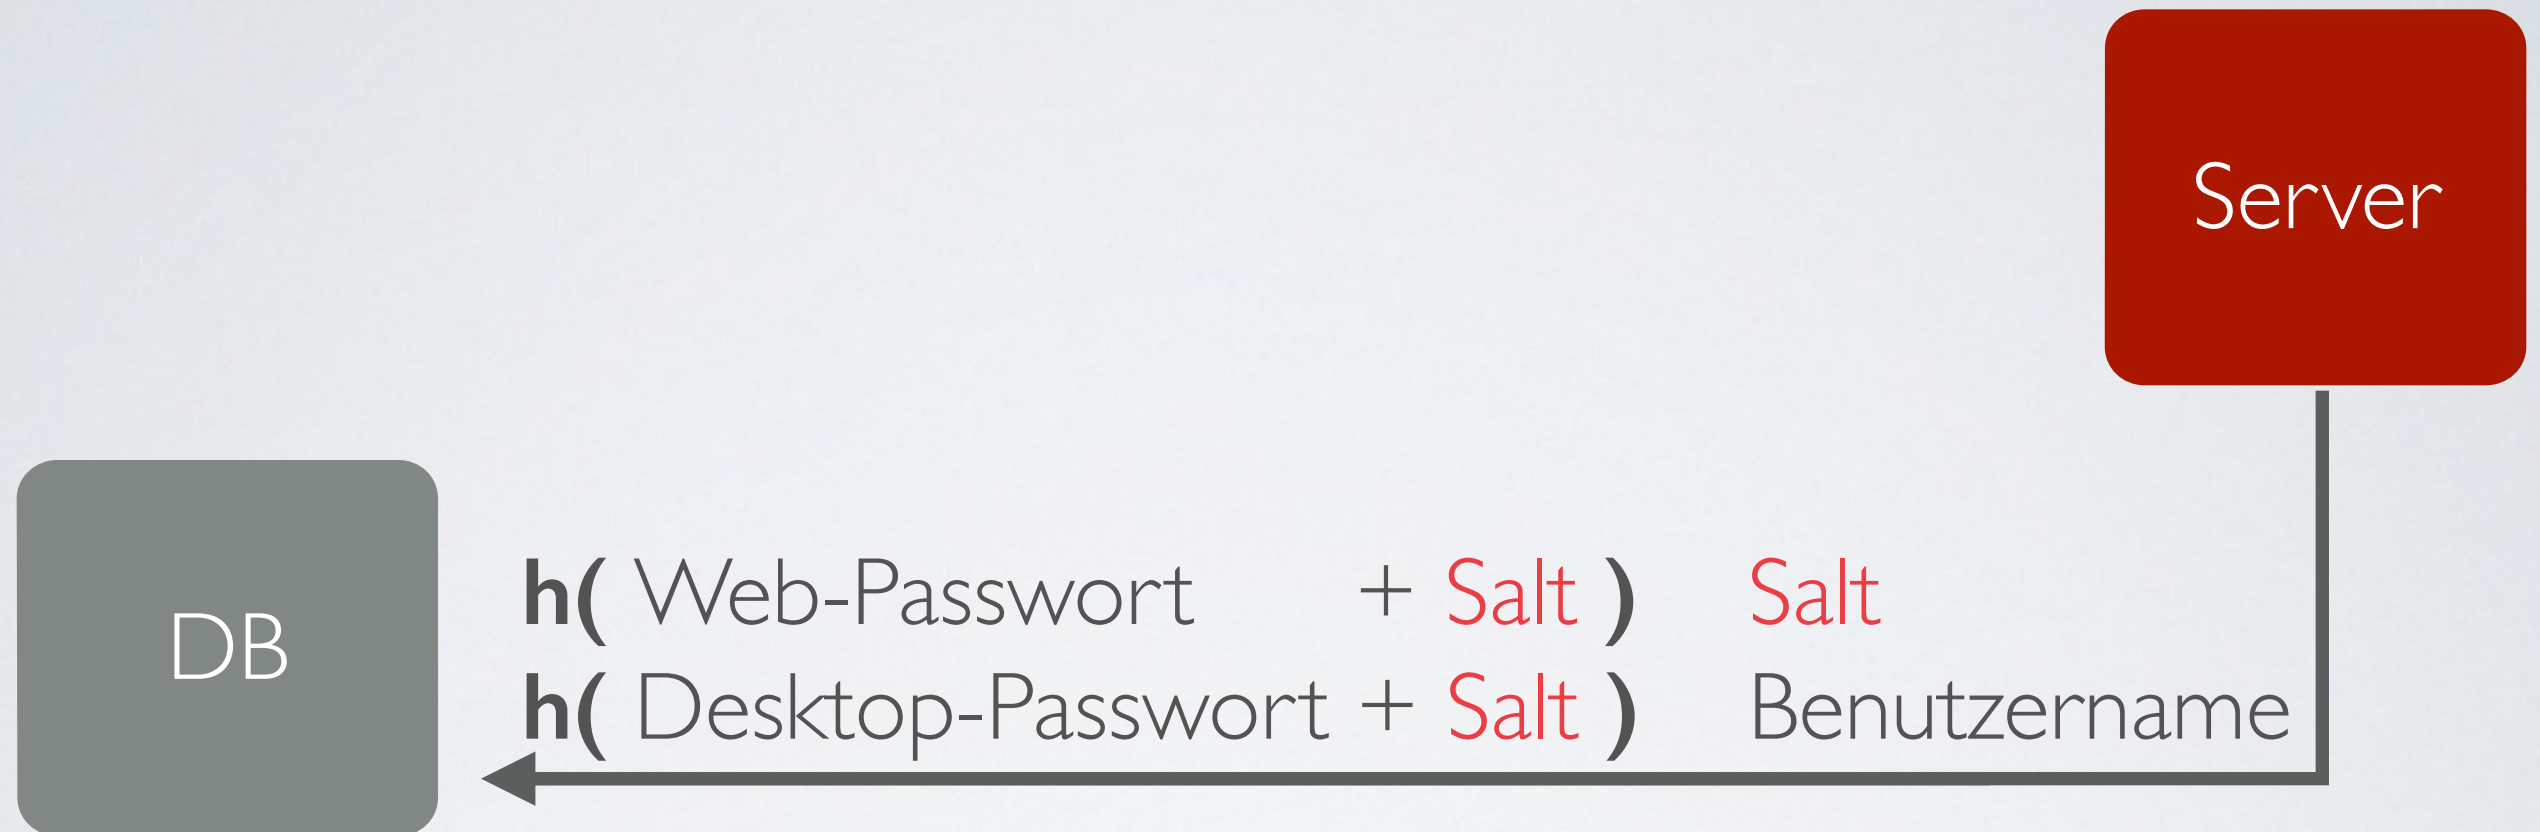 Server
DB
h( Web-Passwort + Salt ) Salt
h( Desktop-Passwort + Salt ) Benutzername